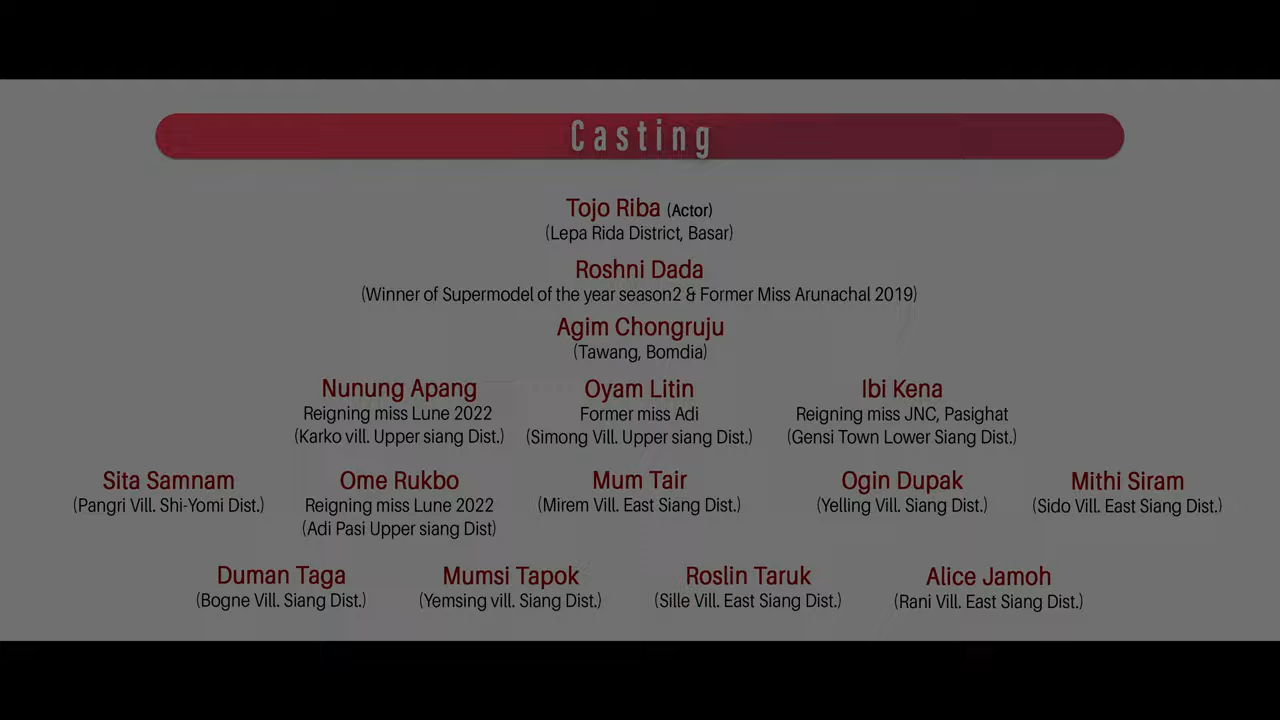 Casting
Tojo Riba (Actor)
(Lepa Rida District, Basar)
Roshni Dada
(Winner of Supermodel of the year season2 & Former Miss Arunachal 2019)
Agim Chongruju
(Tawang, Bomdia)
Nunung Apang
Reigning miss Lune 2022
(Karko vill. Upper siang Dist.)
Oyam Litin
Former miss Adi
(Simong Vill. Upper siang Dist.)
Ibi Kena
Reigning miss JNC, Pasighat
(Gensi Town Lower Siang Dist.)
Sita Samnam
(Pangri Vill. Shi-Yomi Dist.)
Ome Rukbo
Reigning miss Lune 2022
(Adi Pasi Upper siang Dist)
Mum Tair
(Mirem Vill. East Siang Dist.)
Ogin Dupak
(Yelling Vill. Siang Dist.)
Mithi Siram
(Sido Vill. East Siang Dist.)
Duman Taga
(Bogne Vill. Siang Dist.)
Mumsi Tapok
(Yemsing vill. Siang Dist.)
Roslin Taruk
(Sille Vill. East Siang Dist.)
Alice Jamoh
(Rani Vill. East Siang Dist.)